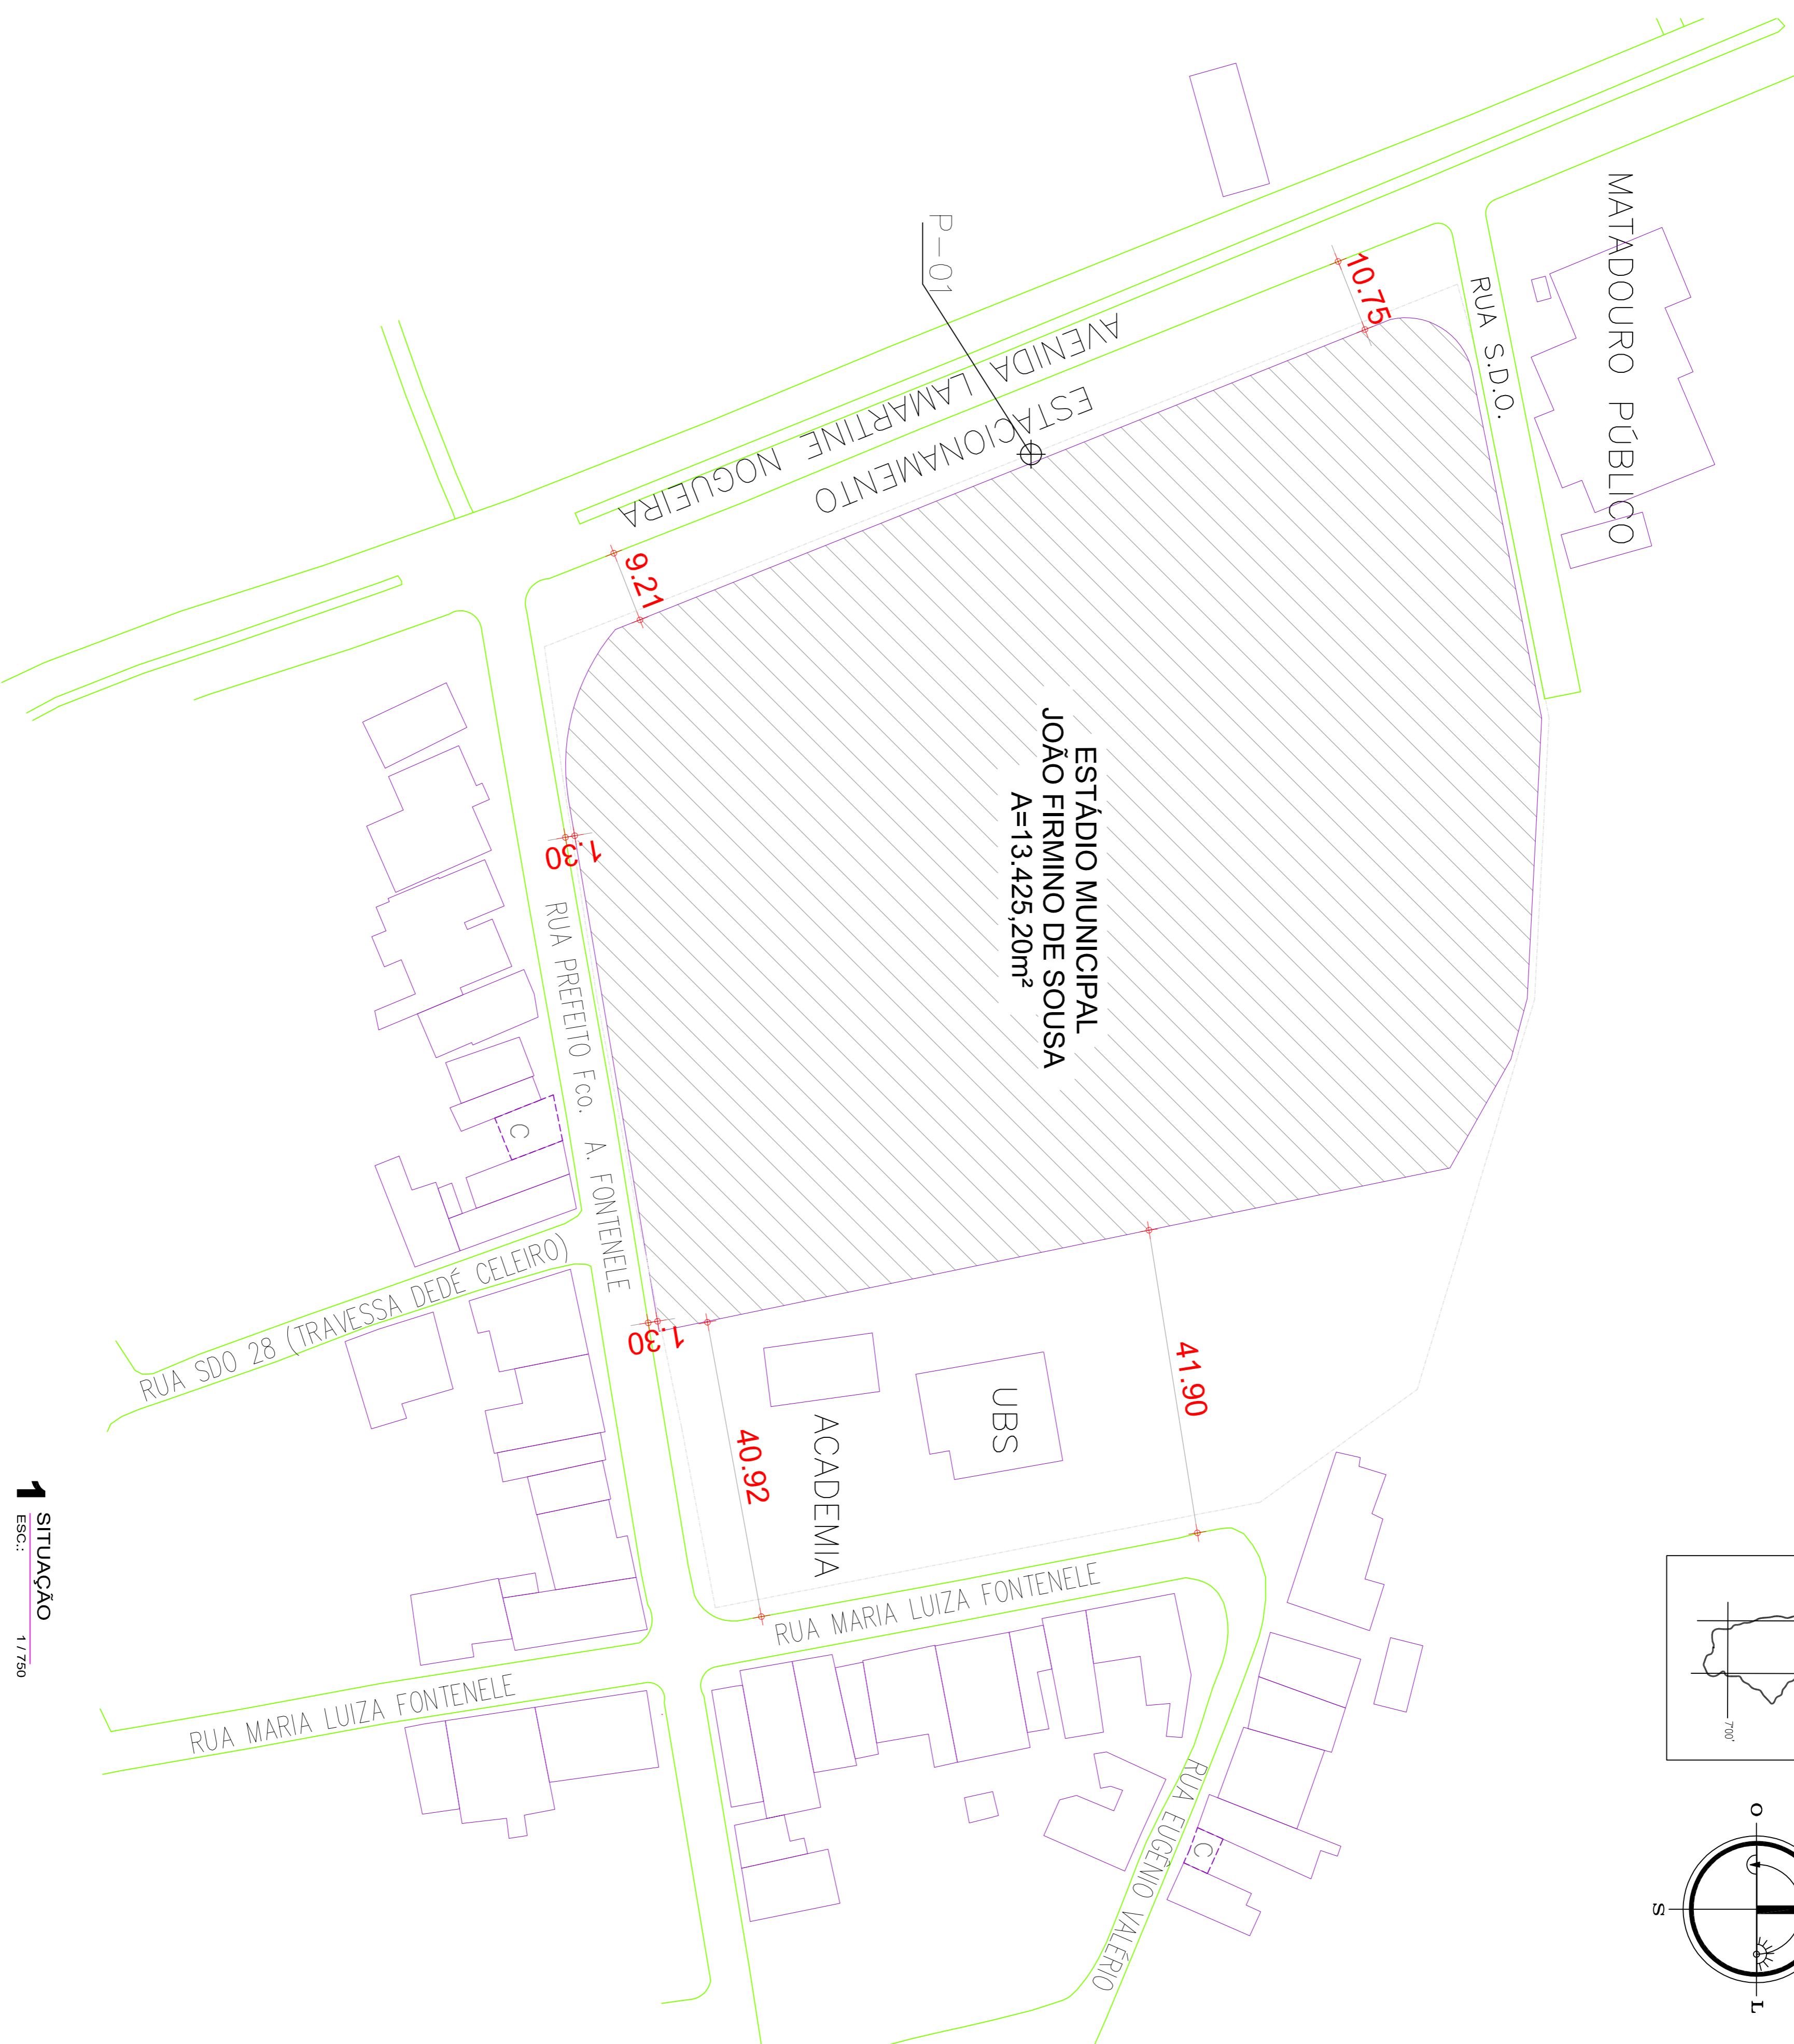 MATADOURO PÚBLICO
RUA S.D.O.
10.75
P-01
AVENIDA LAMARTINE NOGUEIRA
ESTACIONAMENTO
9.21
ESTÁDIO MUNICIPAL
JOÃO FIRMINO DE SOUSA
A=13.425,20m²
1.30
RUA PREFEITO Fco. A. FONTENELE
C
1.30
RUA SDO 28 (TRAVESSA DEDÉ CELEIRO)
41.90
UBS
40.92
ACADEMIA
RUA MARIA LUIZA FONTENELE
RUA MARIA LUIZA FONTENELE
RUA EUGÊNIO VALÉRIO
C
1 SITUAÇÃO
ESC.: 1 / 750
7°00'
O
S
L